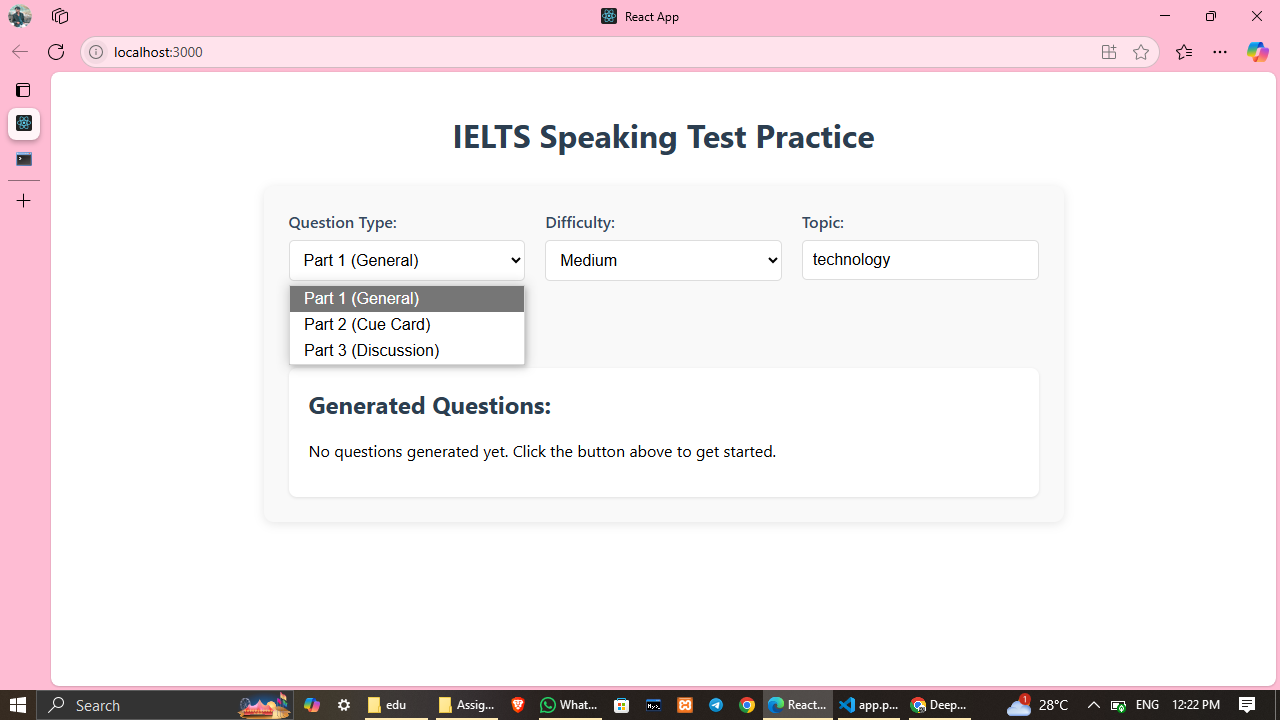 React App
localhost:3000
IELTS Speaking Test Practice
Question Type: Difficulty: Topic:
Part 1 (General) Medium technology
Part 1 (General)
Part 2 (Cue Card)
Part 3 (Discussion)
Generated Questions:
No questions generated yet. Click the button above to get started.
Search edu Assig... What... React... app.p... Deep... 1 28°C ENG 12:22 PM